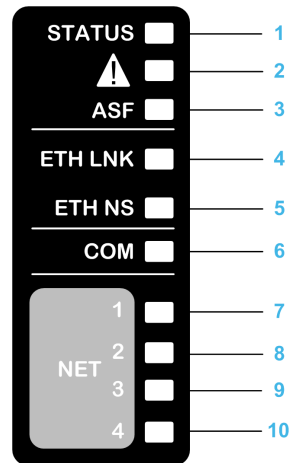 STATUS 1
! 2
ASF 3
ETH LNK 4
ETH NS 5
COM 6
1 7
2 8
NET
3 9
4 10